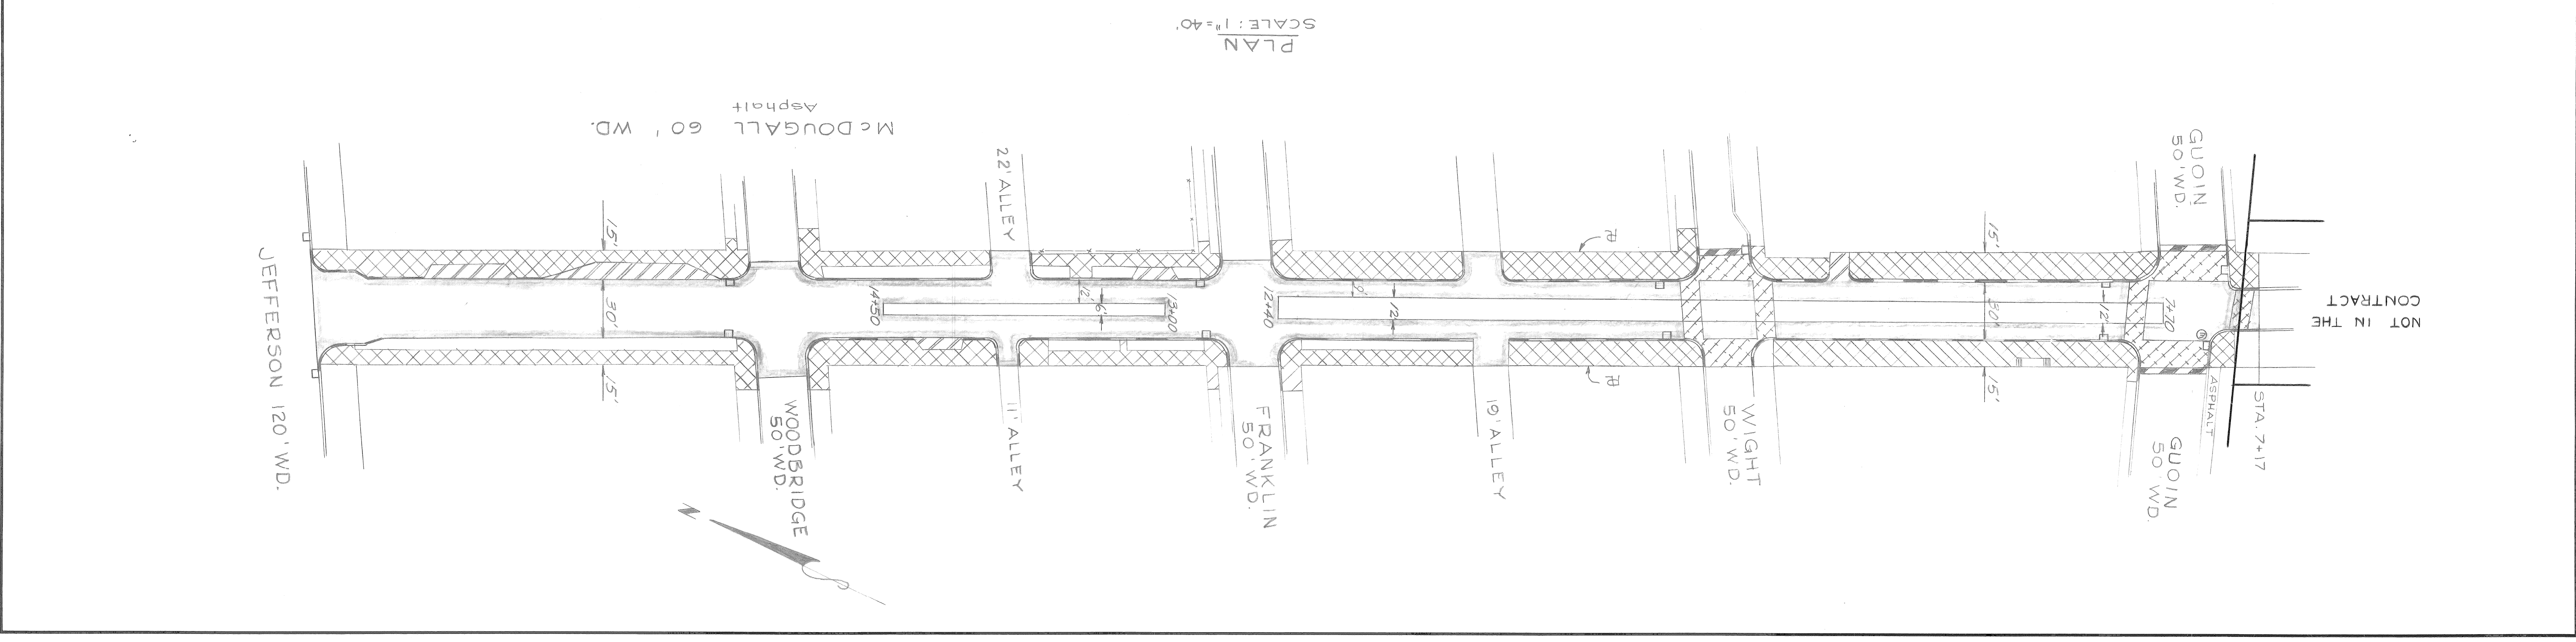 PLAN
SCALE: 1"=40'
McDOUGALL 60' WD.
Asphalt
JEFFERSON 120' WD.
15'
30'
15'
WOODBRIDGE
50' WD.
14+50
22' ALLEY
11' ALLEY
12'
6'
13+00
12+40
FRANKLIN
50' WD.
9'
12'
19' ALLEY
WIGHT
50' WD.
15'
30'
15'
12'
7+70
GUOIN
50' WD.
GUOIN
50' WD.
ASPHALT
STA. 7+17
NOT IN THE
CONTRACT
N